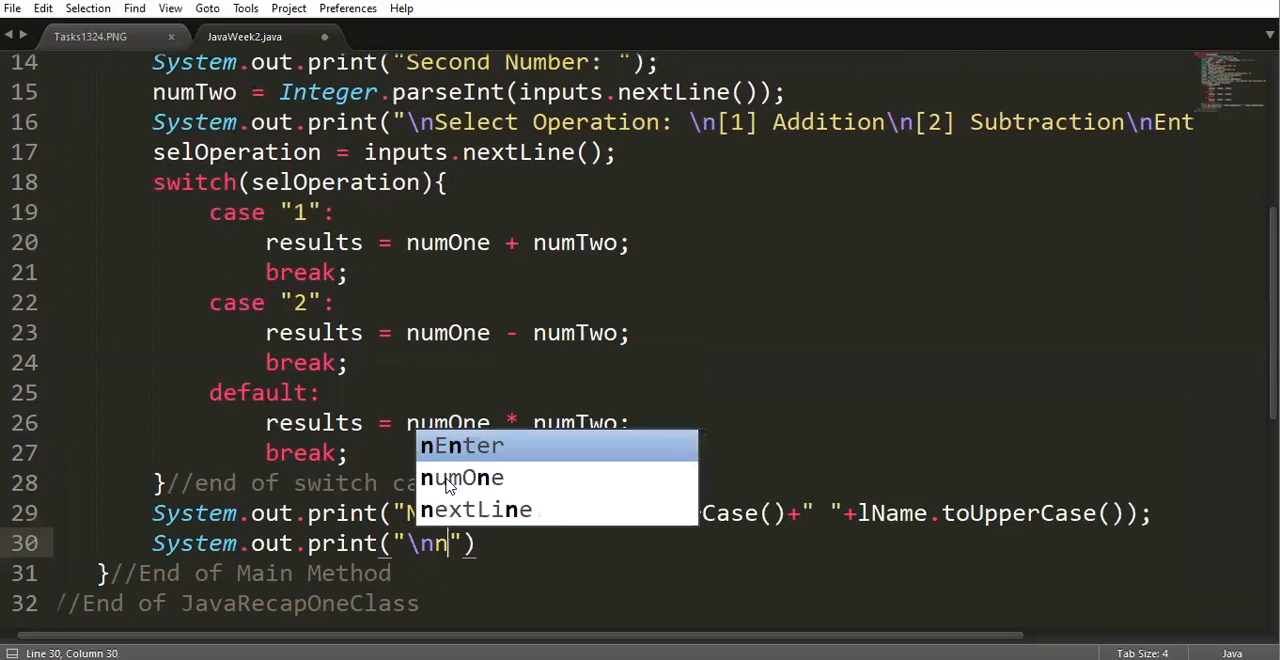 File Edit Selection Find View Goto Tools Project Preferences Help
Tasks1324.PNG × JavaWeek2.java
14 System.out.print("Second Number: ");
15 numTwo = Integer.parseInt(inputs.nextLine());
16 System.out.print("\nSelect Operation: \n[1] Addition\n[2] Subtraction\nEnt
17 selOperation = inputs.nextLine();
18 switch(selOperation){
19 case "1":
20 results = numOne + numTwo;
21 break;
22 case "2":
23 results = numOne - numTwo;
24 break;
25 default:
26 results = numOne * numTwo;
27 break;
nEnter
numOne
nextLine
28 }//end of switch ca
29 System.out.print("N Case()+" "+lName.toUpperCase());
30 System.out.print("\nn")
31 }//End of Main Method
32 //End of JavaRecapOneClass
Line 30, Column 30 Tab Size: 4 Java